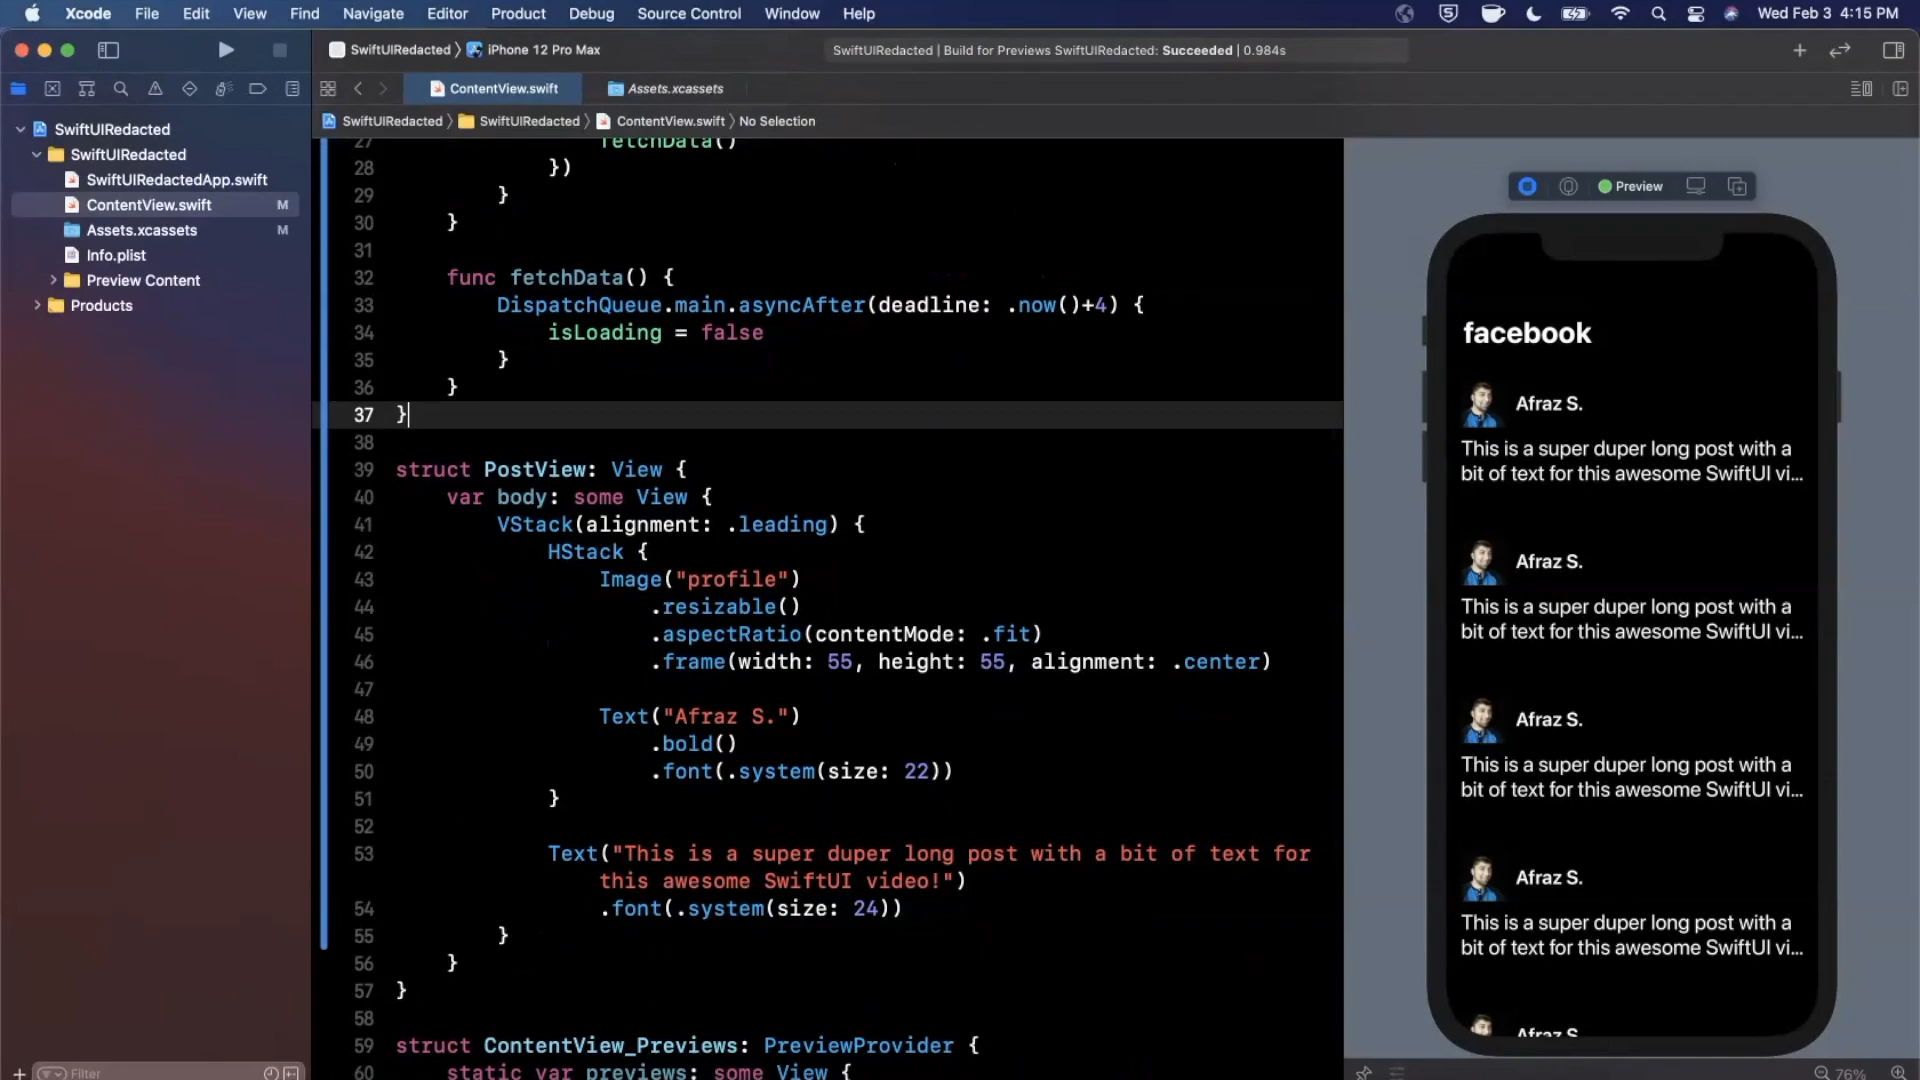 Xcode File Edit View Find Navigate Editor Product Debug Source Control Window Help Wed Feb 3 4:15 PM
SwiftUIRedacted iPhone 12 Pro Max SwiftUIRedacted | Build for Previews SwiftUIRedacted: Succeeded | 0.984s
ContentView.swift Assets.xcassets
SwiftUIRedacted SwiftUIRedacted ContentView.swift No Selection
SwiftUIRedacted
SwiftUIRedacted
SwiftUIRedactedApp.swift
ContentView.swift M
Assets.xcassets M
Info.plist
Preview Content
Products
Filter
27 fetchData()
28 })
29 }
30 }
31
32 func fetchData() {
33 DispatchQueue.main.asyncAfter(deadline: .now()+4) {
34 isLoading = false
35 }
36 }
37 }
38
39 struct PostView: View {
40 var body: some View {
41 VStack(alignment: .leading) {
42 HStack {
43 Image("profile")
44 .resizable()
45 .aspectRatio(contentMode: .fit)
46 .frame(width: 55, height: 55, alignment: .center)
47
48 Text("Afraz S.")
49 .bold()
50 .font(.system(size: 22))
51 }
52
53 Text("This is a super duper long post with a bit of text for
this awesome SwiftUI video!")
54 .font(.system(size: 24))
55 }
56 }
57 }
58
59 struct ContentView_Previews: PreviewProvider {
60 static var previews: some View {
Preview
facebook
Afraz S.
This is a super duper long post with a
bit of text for this awesome SwiftUI vi...
Afraz S.
This is a super duper long post with a
bit of text for this awesome SwiftUI vi...
Afraz S.
This is a super duper long post with a
bit of text for this awesome SwiftUI vi...
Afraz S.
This is a super duper long post with a
bit of text for this awesome SwiftUI vi...
Afraz S.
76%